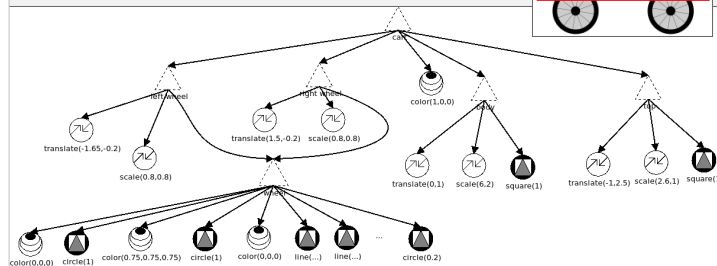 car
left wheel
right wheel
color(1,0,0)
body
top
translate(-1.65,-0.2)
scale(0.8,0.8)
translate(1.5,-0.2)
scale(0.8,0.8)
translate(0,1)
scale(6,2)
square(1)
translate(-1,2.5)
scale(2.6,1)
wheel
color(0,0,0)
circle(1)
color(0.75,0.75,0.75)
circle(1)
color(0,0,0)
line(...)
line(...)
...
circle(0.2)